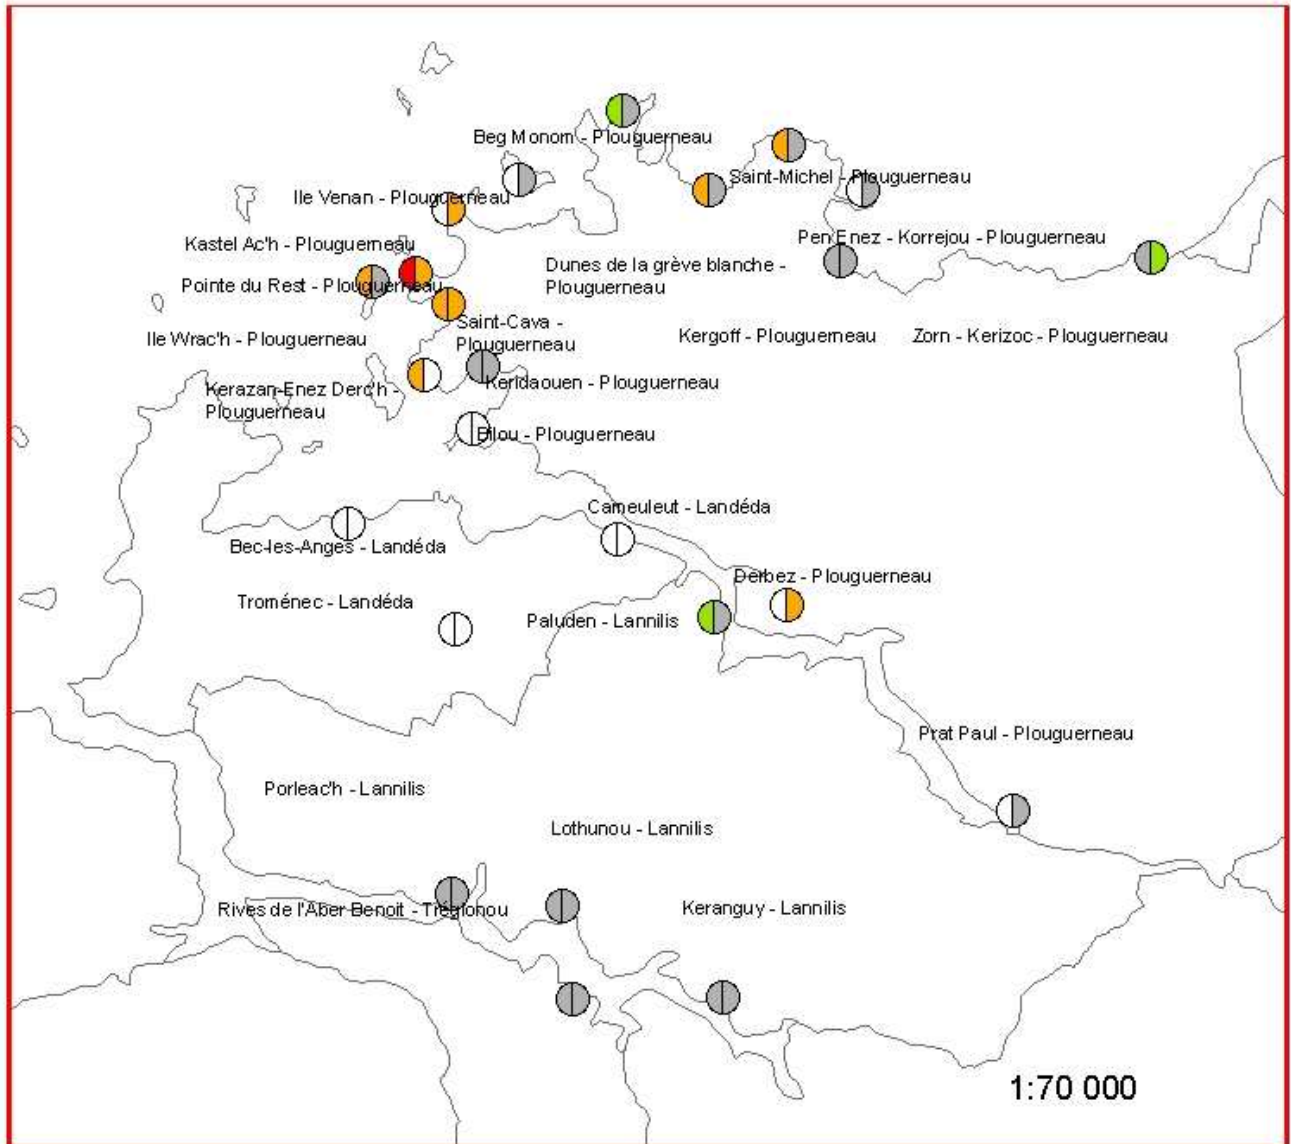 Beg Monom - Plouguerneau
Saint-Michel - Plouguerneau
Ile Venan - Plouguerneau
Pen Enez - Korrejou - Plouguerneau
Kastel Ac'h - Plouguerneau
Dunes de la grève blanche -
Plouguerneau
Pointe du Rest - Plouguerneau
Saint-Cava -
Plouguerneau
Kergoff - Plouguerneau
Zorn - Kerizoc - Plouguerneau
Ile Wrac'h - Plouguerneau
Kerazan-Enez Derc'h -
Plouguerneau
Keridaouen - Plouguerneau
Lilou - Plouguerneau
Cameuleut - Landéda
Bec-les-Anges - Landéda
Derbez - Plouguerneau
Troménec - Landéda
Paluden - Lannilis
Prat Paul - Plouguerneau
Porleac'h - Lannilis
Lothunou - Lannilis
Rives de l'Aber Benoit - Tréglonou
Keranguy - Lannilis
1:70 000